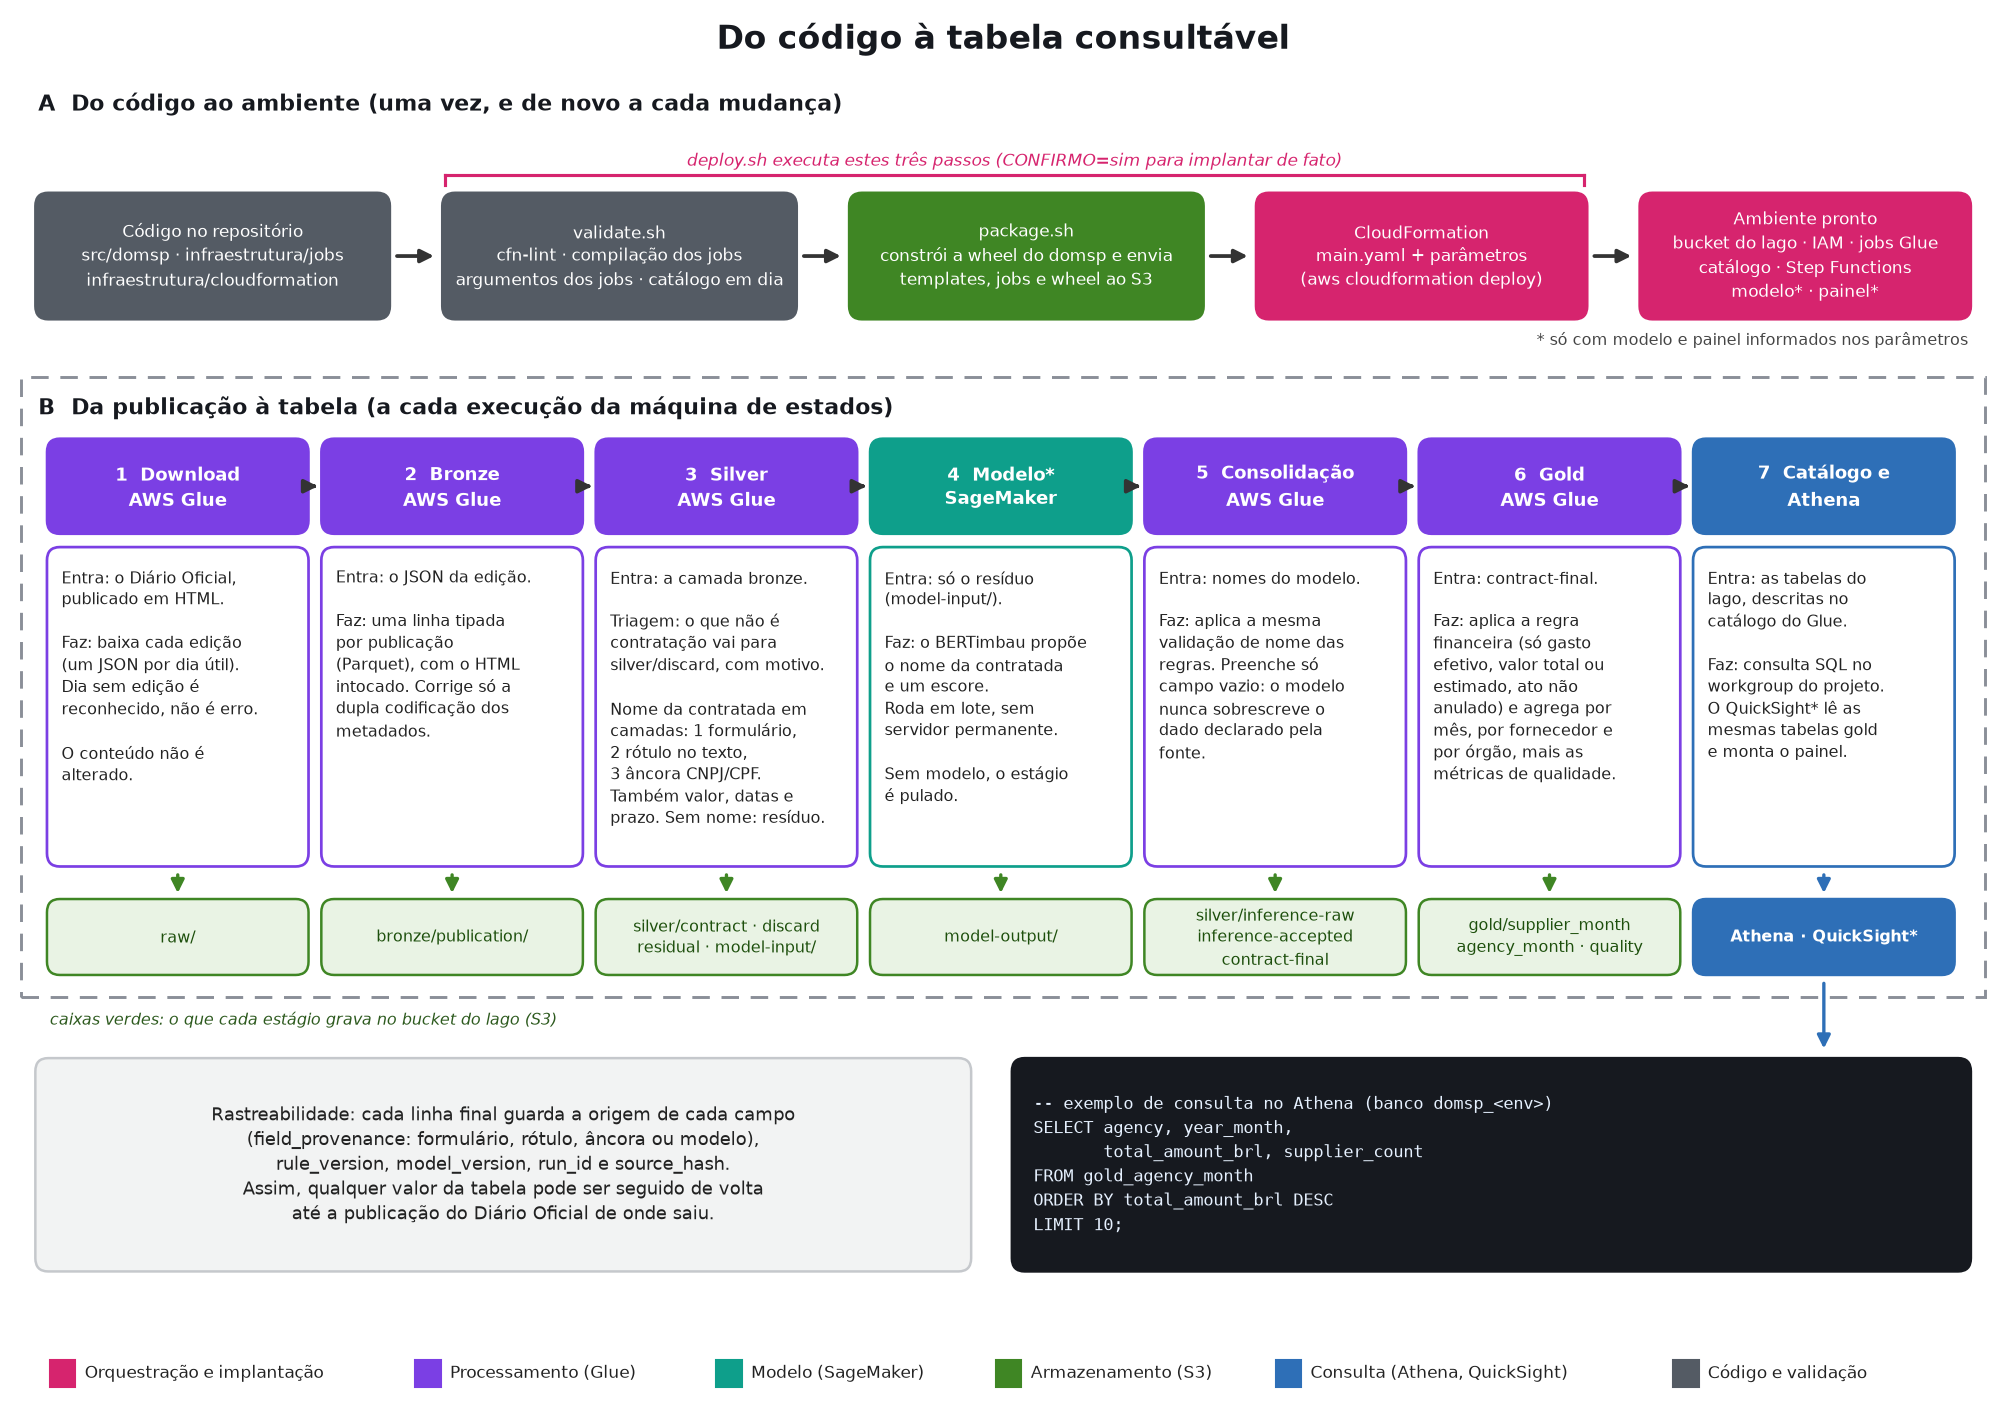 Do código à tabela consultável
A  Do código ao ambiente (uma vez, e de novo a cada mudança)
deploy.sh executa estes três passos (CONFIRMO=sim para implantar de fato)
Código no repositório
src/domsp · infraestrutura/jobs
infraestrutura/cloudformation
validate.sh
cfn-lint · compilação dos jobs
argumentos dos jobs · catálogo em dia
package.sh
constrói a wheel do domsp e envia
templates, jobs e wheel ao S3
CloudFormation
main.yaml + parâmetros
(aws cloudformation deploy)
Ambiente pronto
bucket do lago · IAM · jobs Glue
catálogo · Step Functions
modelo* · painel*
* só com modelo e painel informados nos parâmetros
B  Da publicação à tabela (a cada execução da máquina de estados)
1  Download
AWS Glue
2  Bronze
AWS Glue
3  Silver
AWS Glue
4  Modelo*
SageMaker
5  Consolidação
AWS Glue
6  Gold
AWS Glue
7  Catálogo e
Athena
Entra: o Diário Oficial,
publicado em HTML.
Faz: baixa cada edição
(um JSON por dia útil).
Dia sem edição é
reconhecido, não é erro.
O conteúdo não é
alterado.
Entra: o JSON da edição.
Faz: uma linha tipada
por publicação
(Parquet), com o HTML
intocado. Corrige só a
dupla codificação dos
metadados.
Entra: a camada bronze.
Triagem: o que não é
contratação vai para
silver/discard, com motivo.
Nome da contratada em
camadas: 1 formulário,
2 rótulo no texto,
3 âncora CNPJ/CPF.
Também valor, datas e
prazo. Sem nome: resíduo.
Entra: só o resíduo
(model-input/).
Faz: o BERTimbau propõe
o nome da contratada
e um escore.
Roda em lote, sem
servidor permanente.
Sem modelo, o estágio
é pulado.
Entra: nomes do modelo.
Faz: aplica a mesma
validação de nome das
regras. Preenche só
campo vazio: o modelo
nunca sobrescreve o
dado declarado pela
fonte.
Entra: contract-final.
Faz: aplica a regra
financeira (só gasto
efetivo, valor total ou
estimado, ato não
anulado) e agrega por
mês, por fornecedor e
por órgão, mais as
métricas de qualidade.
Entra: as tabelas do
lago, descritas no
catálogo do Glue.
Faz: consulta SQL no
workgroup do projeto.
O QuickSight* lê as
mesmas tabelas gold
e monta o painel.
raw/
bronze/publication/
silver/contract · discard
residual · model-input/
model-output/
silver/inference-raw
inference-accepted
contract-final
gold/supplier_month
agency_month · quality
Athena · QuickSight*
caixas verdes: o que cada estágio grava no bucket do lago (S3)
Rastreabilidade: cada linha final guarda a origem de cada campo
(field_provenance: formulário, rótulo, âncora ou modelo),
rule_version, model_version, run_id e source_hash.
Assim, qualquer valor da tabela pode ser seguido de volta
até a publicação do Diário Oficial de onde saiu.
-- exemplo de consulta no Athena (banco domsp_<env>)
SELECT agency, year_month,
       total_amount_brl, supplier_count
FROM gold_agency_month
ORDER BY total_amount_brl DESC
LIMIT 10;
Orquestração e implantação
Processamento (Glue)
Modelo (SageMaker)
Armazenamento (S3)
Consulta (Athena, QuickSight)
Código e validação